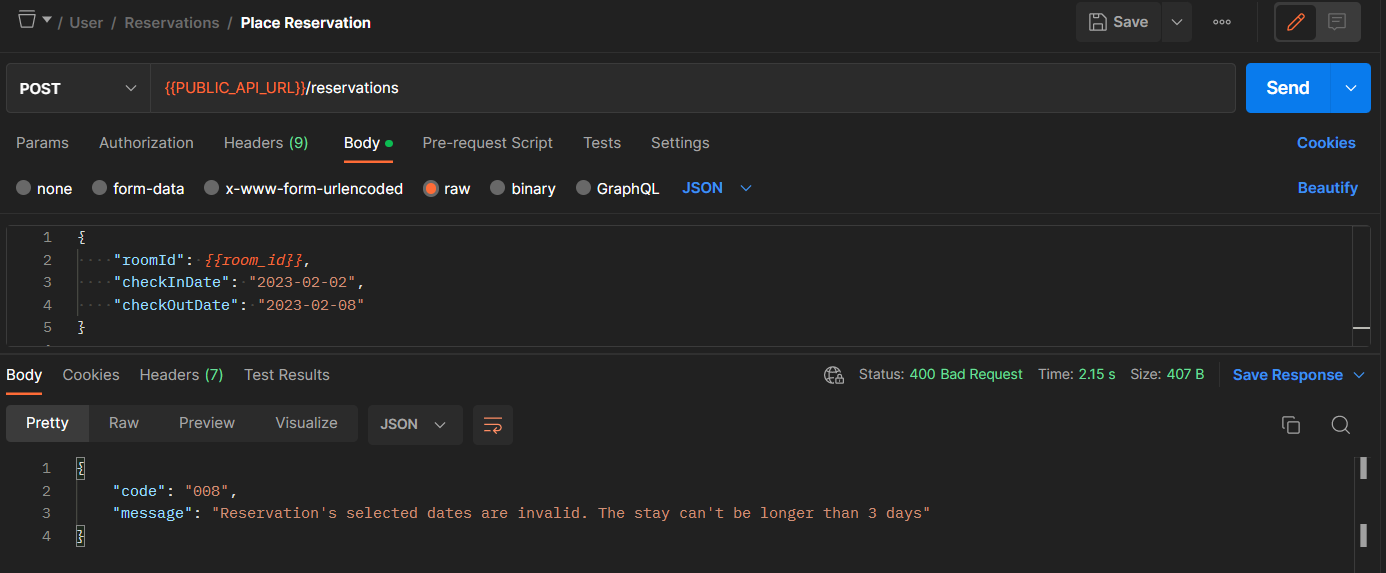 / User / Reservations / Place Reservation
Save
POST
{{PUBLIC_API_URL}}/reservations
Send
Params Authorization Headers (9) Body Pre-request Script Tests Settings Cookies
none form-data x-www-form-urlencoded raw binary GraphQL JSON Beautify
1 {
2 "roomId": {{room_id}},
3 "checkInDate": "2023-02-02",
4 "checkOutDate": "2023-02-08"
5 }
Body Cookies Headers (7) Test Results Status: 400 Bad Request Time: 2.15 s Size: 407 B Save Response
Pretty Raw Preview Visualize JSON
1 {
2 "code": "008",
3 "message": "Reservation's selected dates are invalid. The stay can't be longer than 3 days"
4 }